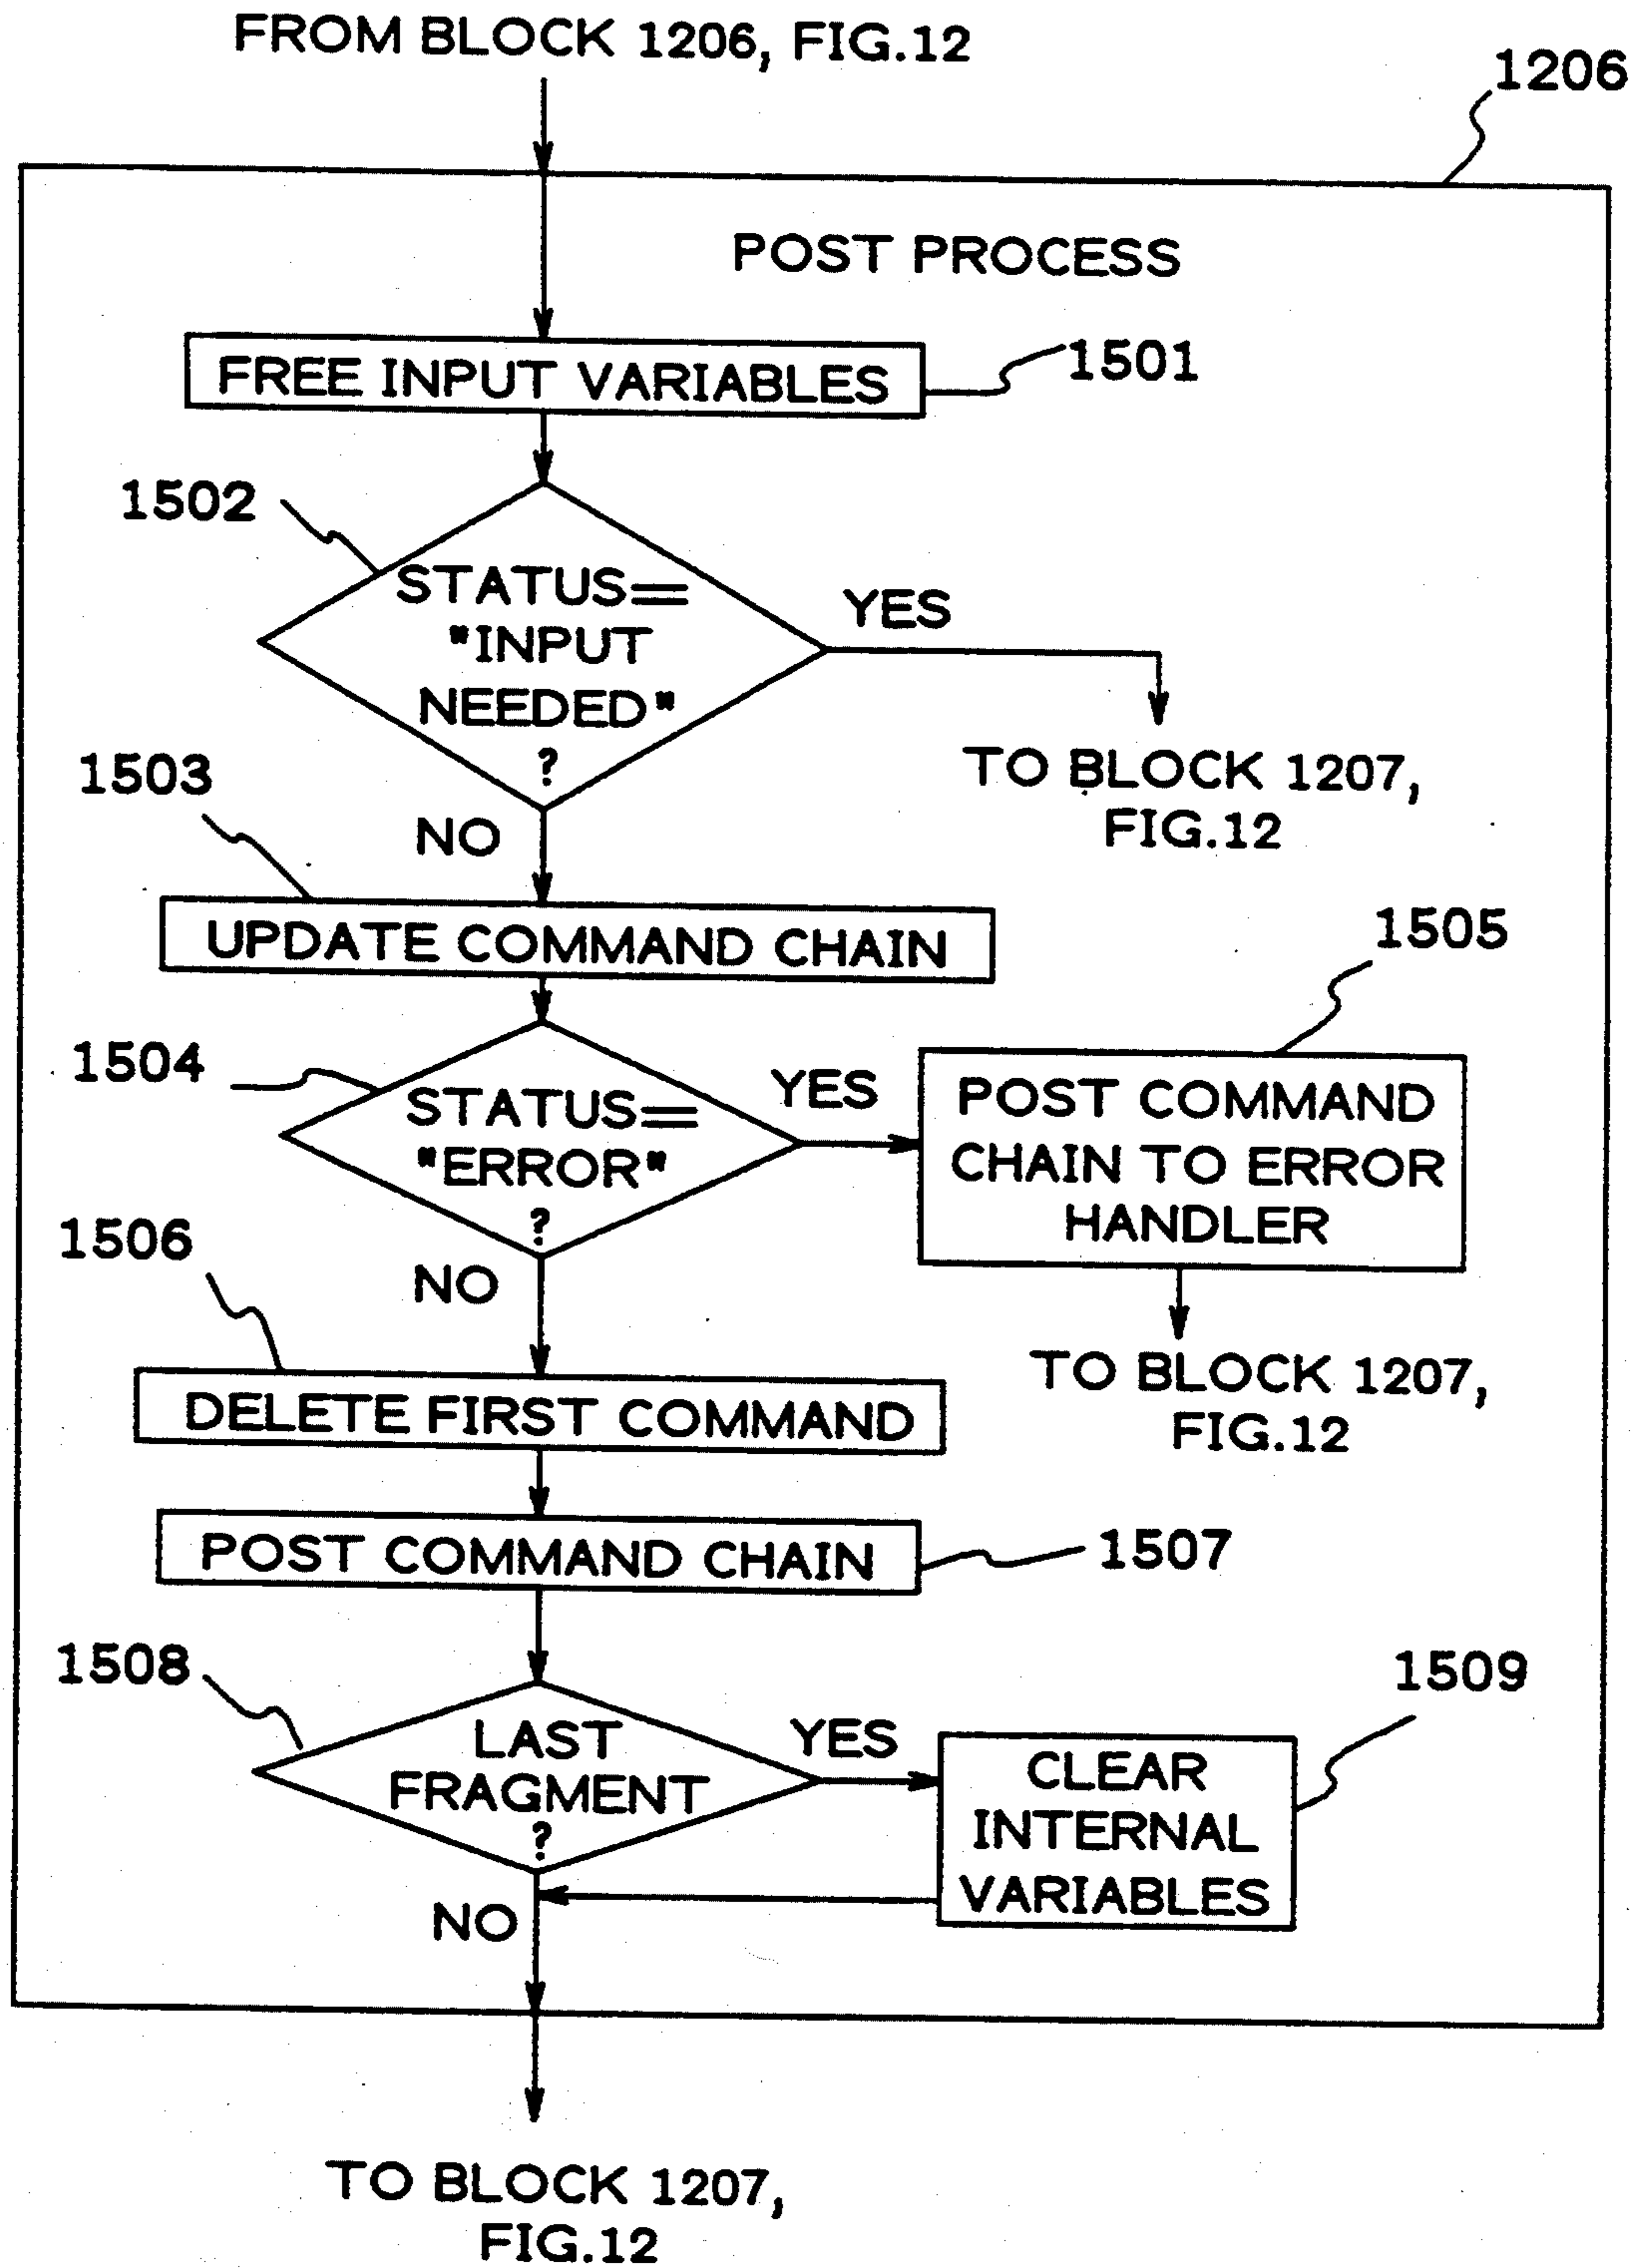 FROM BLOCK 1206, FIG.12
1206
POST PROCESS
FREE INPUT VARIABLES
1501
1502
STATUS=
"INPUT
NEEDED"
?
YES
TO BLOCK 1207,
FIG.12
NO
1503
UPDATE COMMAND CHAIN
1504
STATUS=
"ERROR"
?
YES
1505
POST COMMAND
CHAIN TO ERROR
HANDLER
TO BLOCK 1207,
FIG.12
NO
1506
DELETE FIRST COMMAND
POST COMMAND CHAIN
1507
1508
LAST
FRAGMENT
?
YES
1509
CLEAR
INTERNAL
VARIABLES
NO
TO BLOCK 1207,
FIG.12